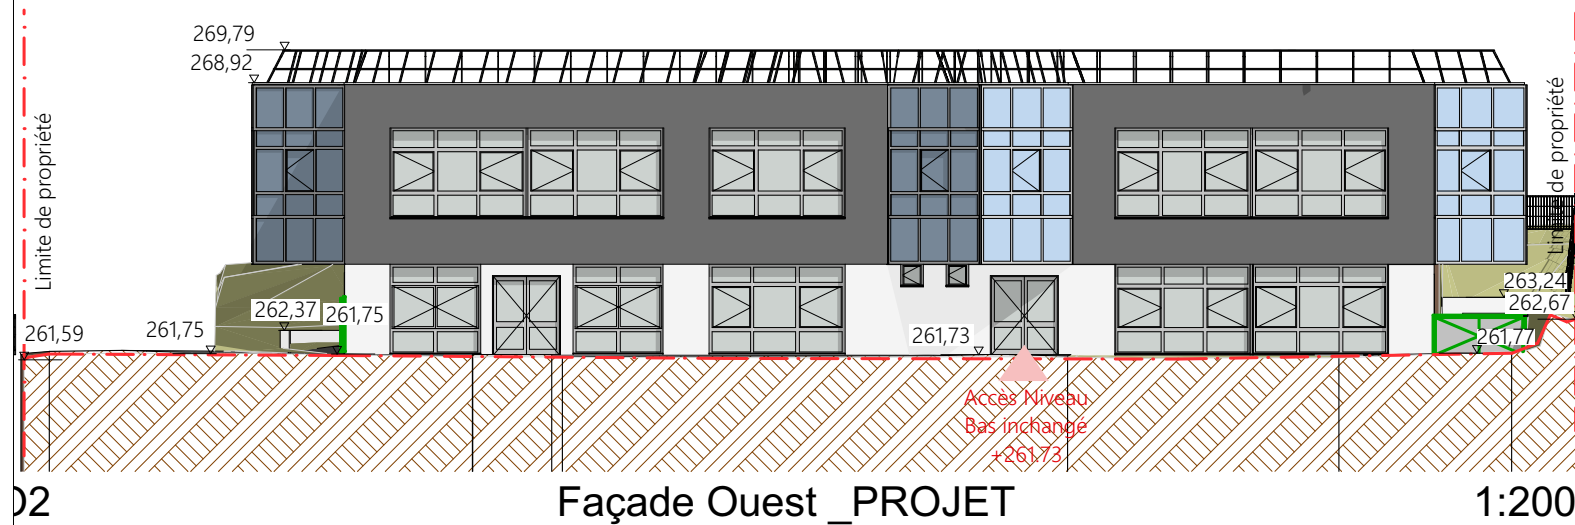 269,79
268,92
Limite de propriété
Limite de propriété
261,59
261,75
262,37
261,75
261,73
263,24
262,67
261,77
Accès Niveau
Bas inchangé
+261.73
Façade Ouest _PROJET
1:200